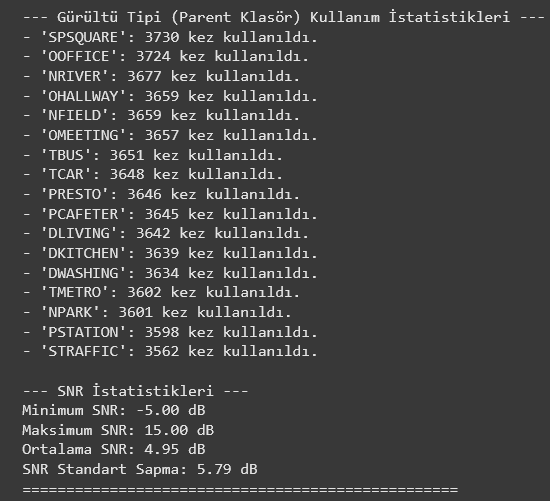 --- Gürültü Tipi (Parent Klasör) Kullanım İstatistikleri ---
- 'SPSQUARE': 3730 kez kullanıldı.
- 'OOFFICE': 3724 kez kullanıldı.
- 'NRIVER': 3677 kez kullanıldı.
- 'OHALLWAY': 3659 kez kullanıldı.
- 'NFIELD': 3659 kez kullanıldı.
- 'OMEETING': 3657 kez kullanıldı.
- 'TBUS': 3651 kez kullanıldı.
- 'TCAR': 3648 kez kullanıldı.
- 'PRESTO': 3646 kez kullanıldı.
- 'PCAFETER': 3645 kez kullanıldı.
- 'DLIVING': 3642 kez kullanıldı.
- 'DKITCHEN': 3639 kez kullanıldı.
- 'DWASHING': 3634 kez kullanıldı.
- 'TMETRO': 3602 kez kullanıldı.
- 'NPARK': 3601 kez kullanıldı.
- 'PSTATION': 3598 kez kullanıldı.
- 'STRAFFIC': 3562 kez kullanıldı.
--- SNR İstatistikleri ---
Minimum SNR: -5.00 dB
Maksimum SNR: 15.00 dB
Ortalama SNR: 4.95 dB
SNR Standart Sapma: 5.79 dB
==================================================